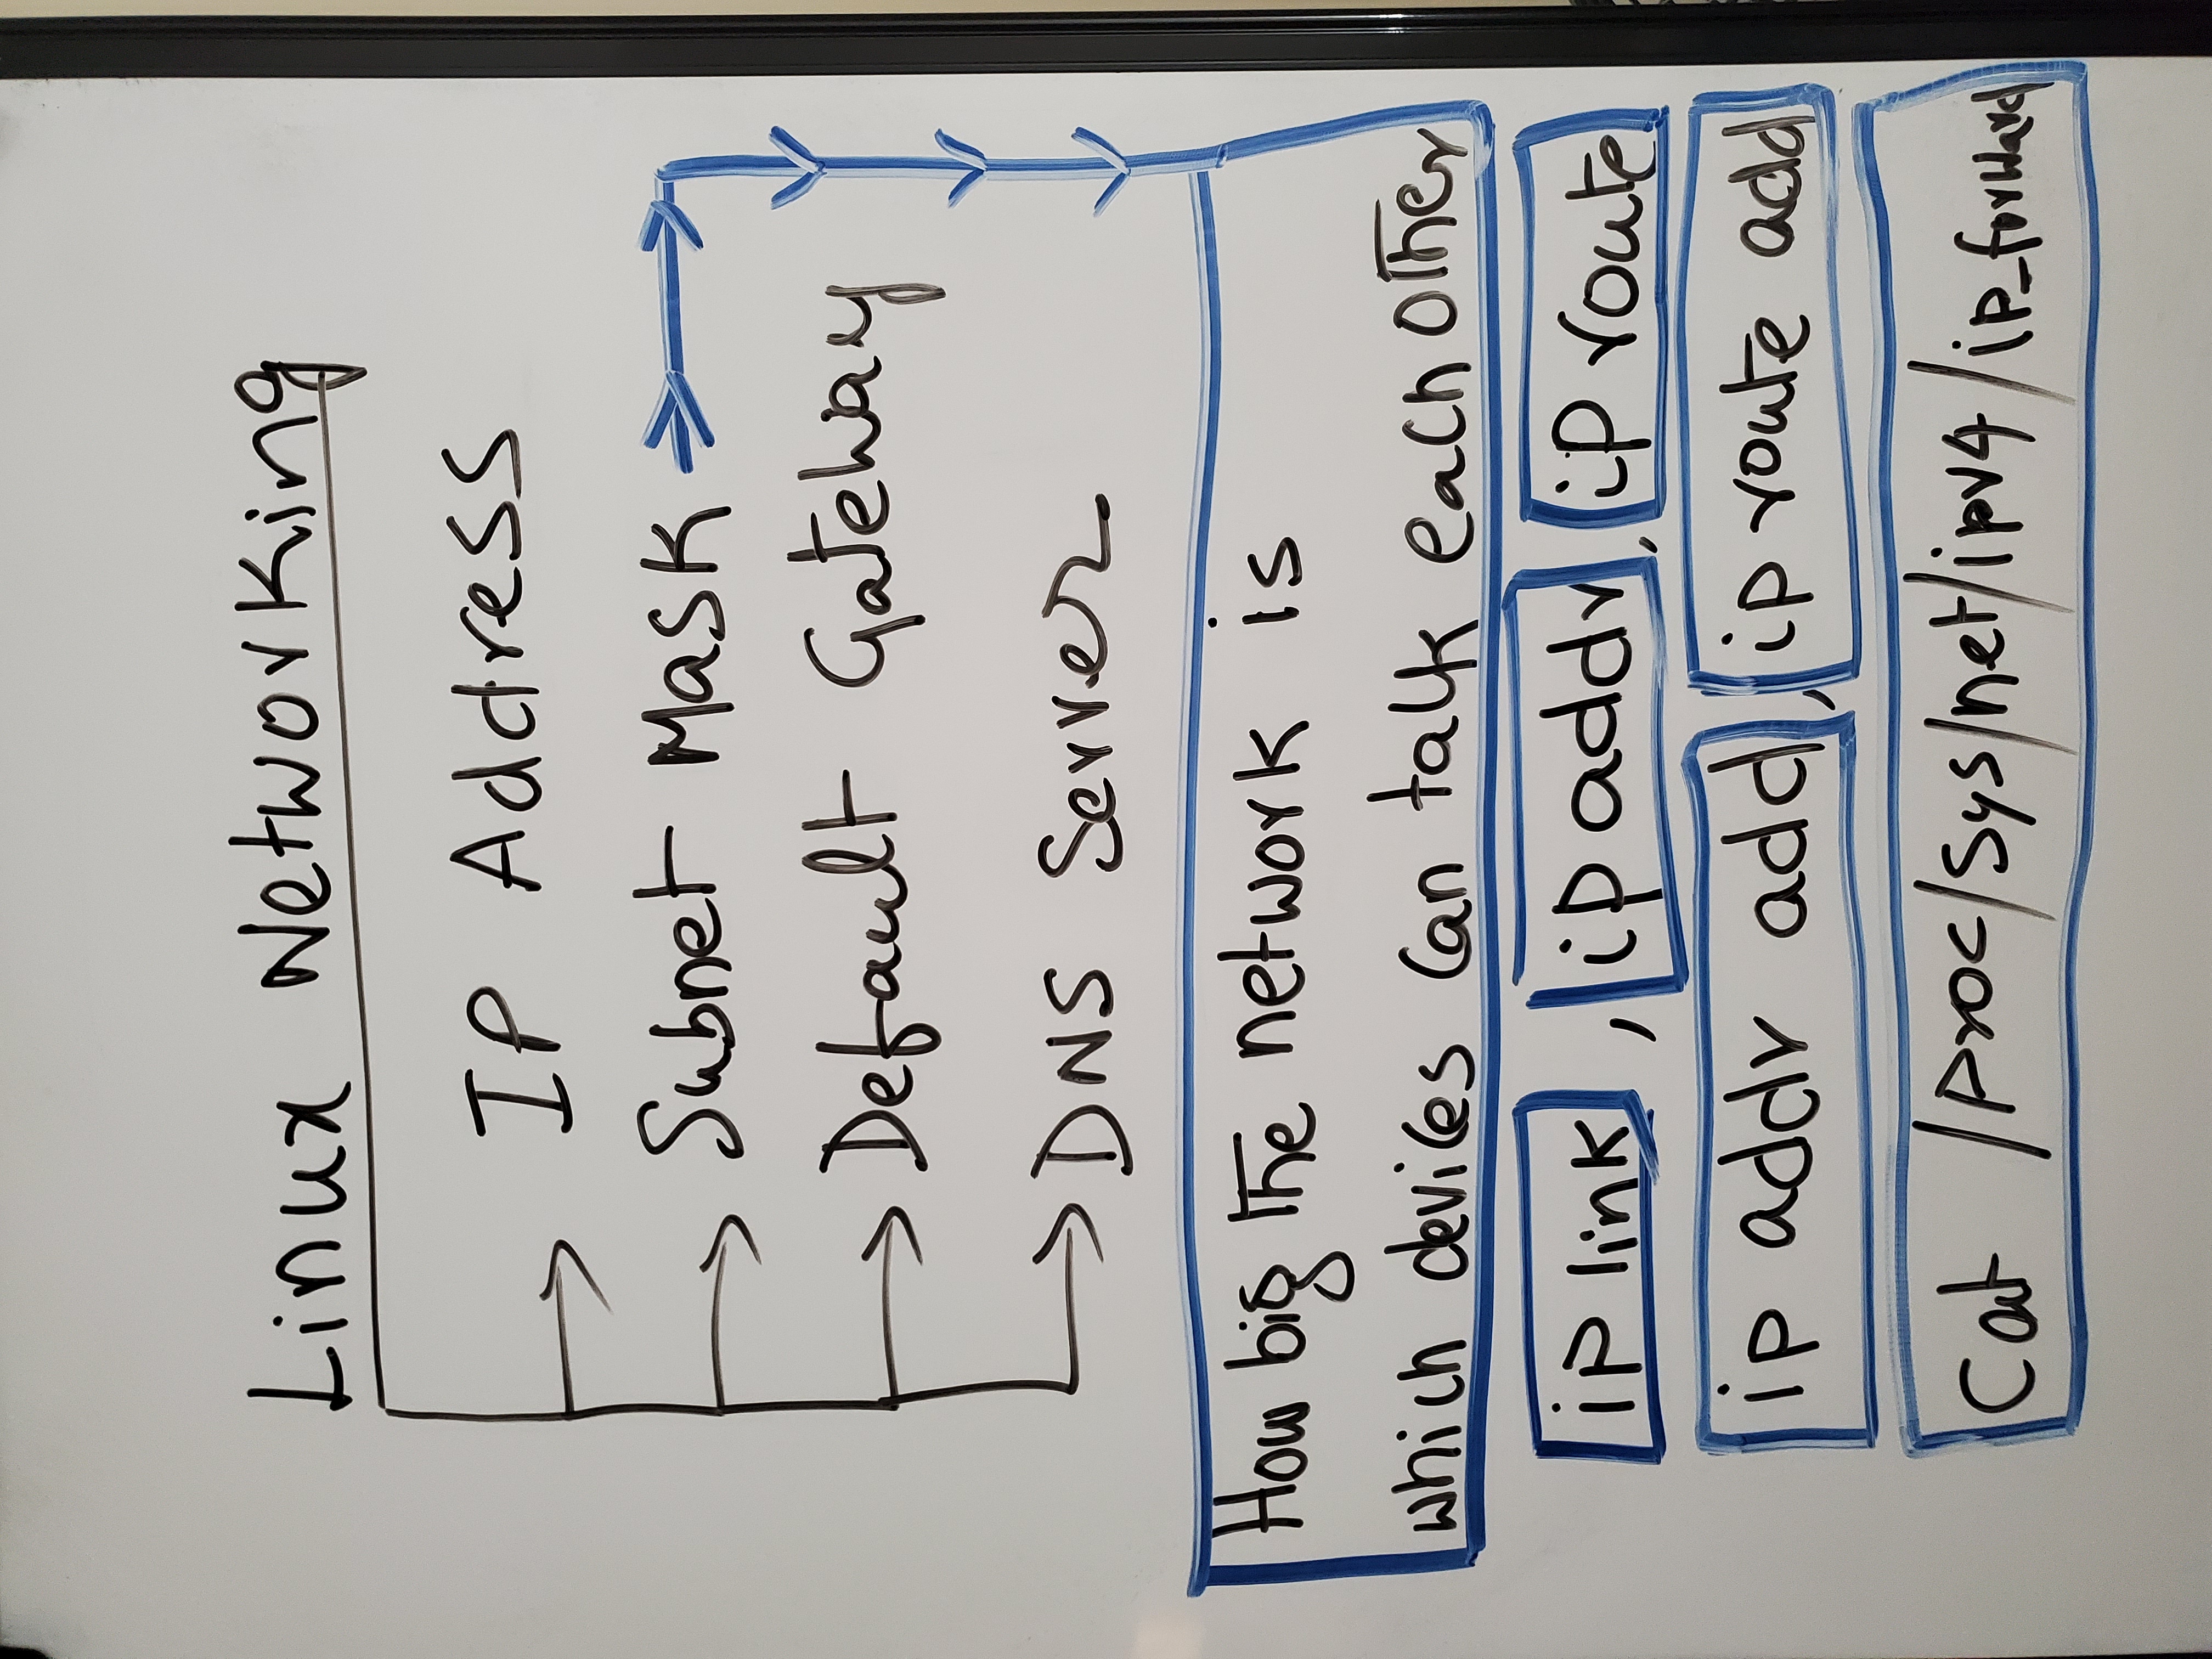 Linux Networking
IP Address
Subnet Mask
Default Gateway
DNS Server
How big the network is
which devices can talk each other
ip link , ip addr , ip route
ip addr add , ip route add
Cat /proc/sys/net/ipv4/ip_forward